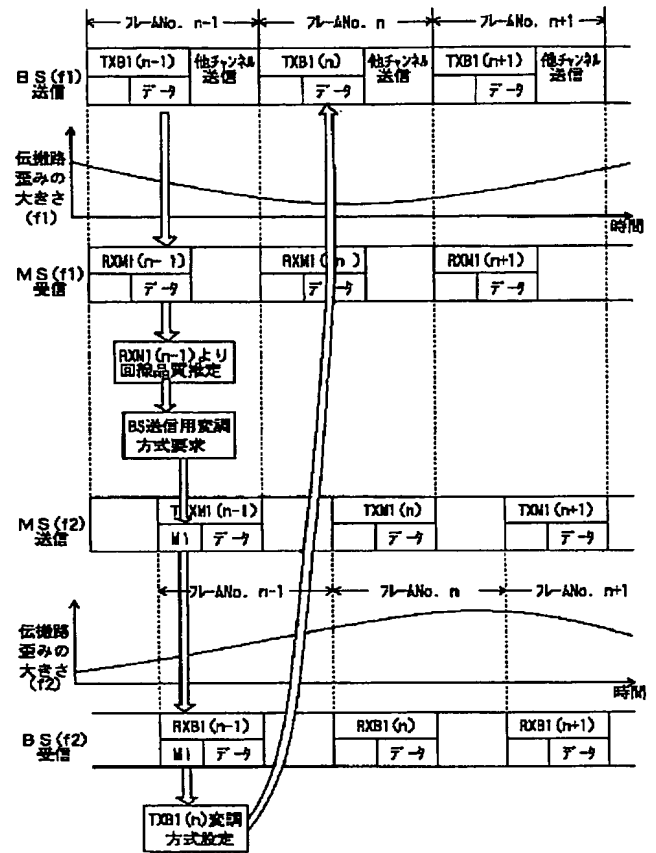 フレームNo. n-1 フレームNo. n フレームNo. n+1
BS(f1)
送信
TXB1(n-1) 他チャンネル
送信 TXB1(n) 他チャンネル
送信 TXB1(n+1) 他チャンネル
送信
データ データ データ
伝搬路
歪みの
大きさ
(f1)
時間
MS(f1)
受信
RXM1(n-1) RXM1(n) RXM1(n+1)
データ データ データ
RXM1(n-1)より
回線品質推定
BS送信用変調
方式要求
MS(f2)
送信
TXM1(n-1) TXM1(n) TXM1(n+1)
M1 データ データ データ
フレームNo. n-1 フレームNo. n フレームNo. n+1
伝搬路
歪みの
大きさ
(f2)
時間
BS(f2)
受信
RXB1(n-1) RXB1(n) RXB1(n+1)
M1 データ データ データ
TXB1(n)変調
方式設定